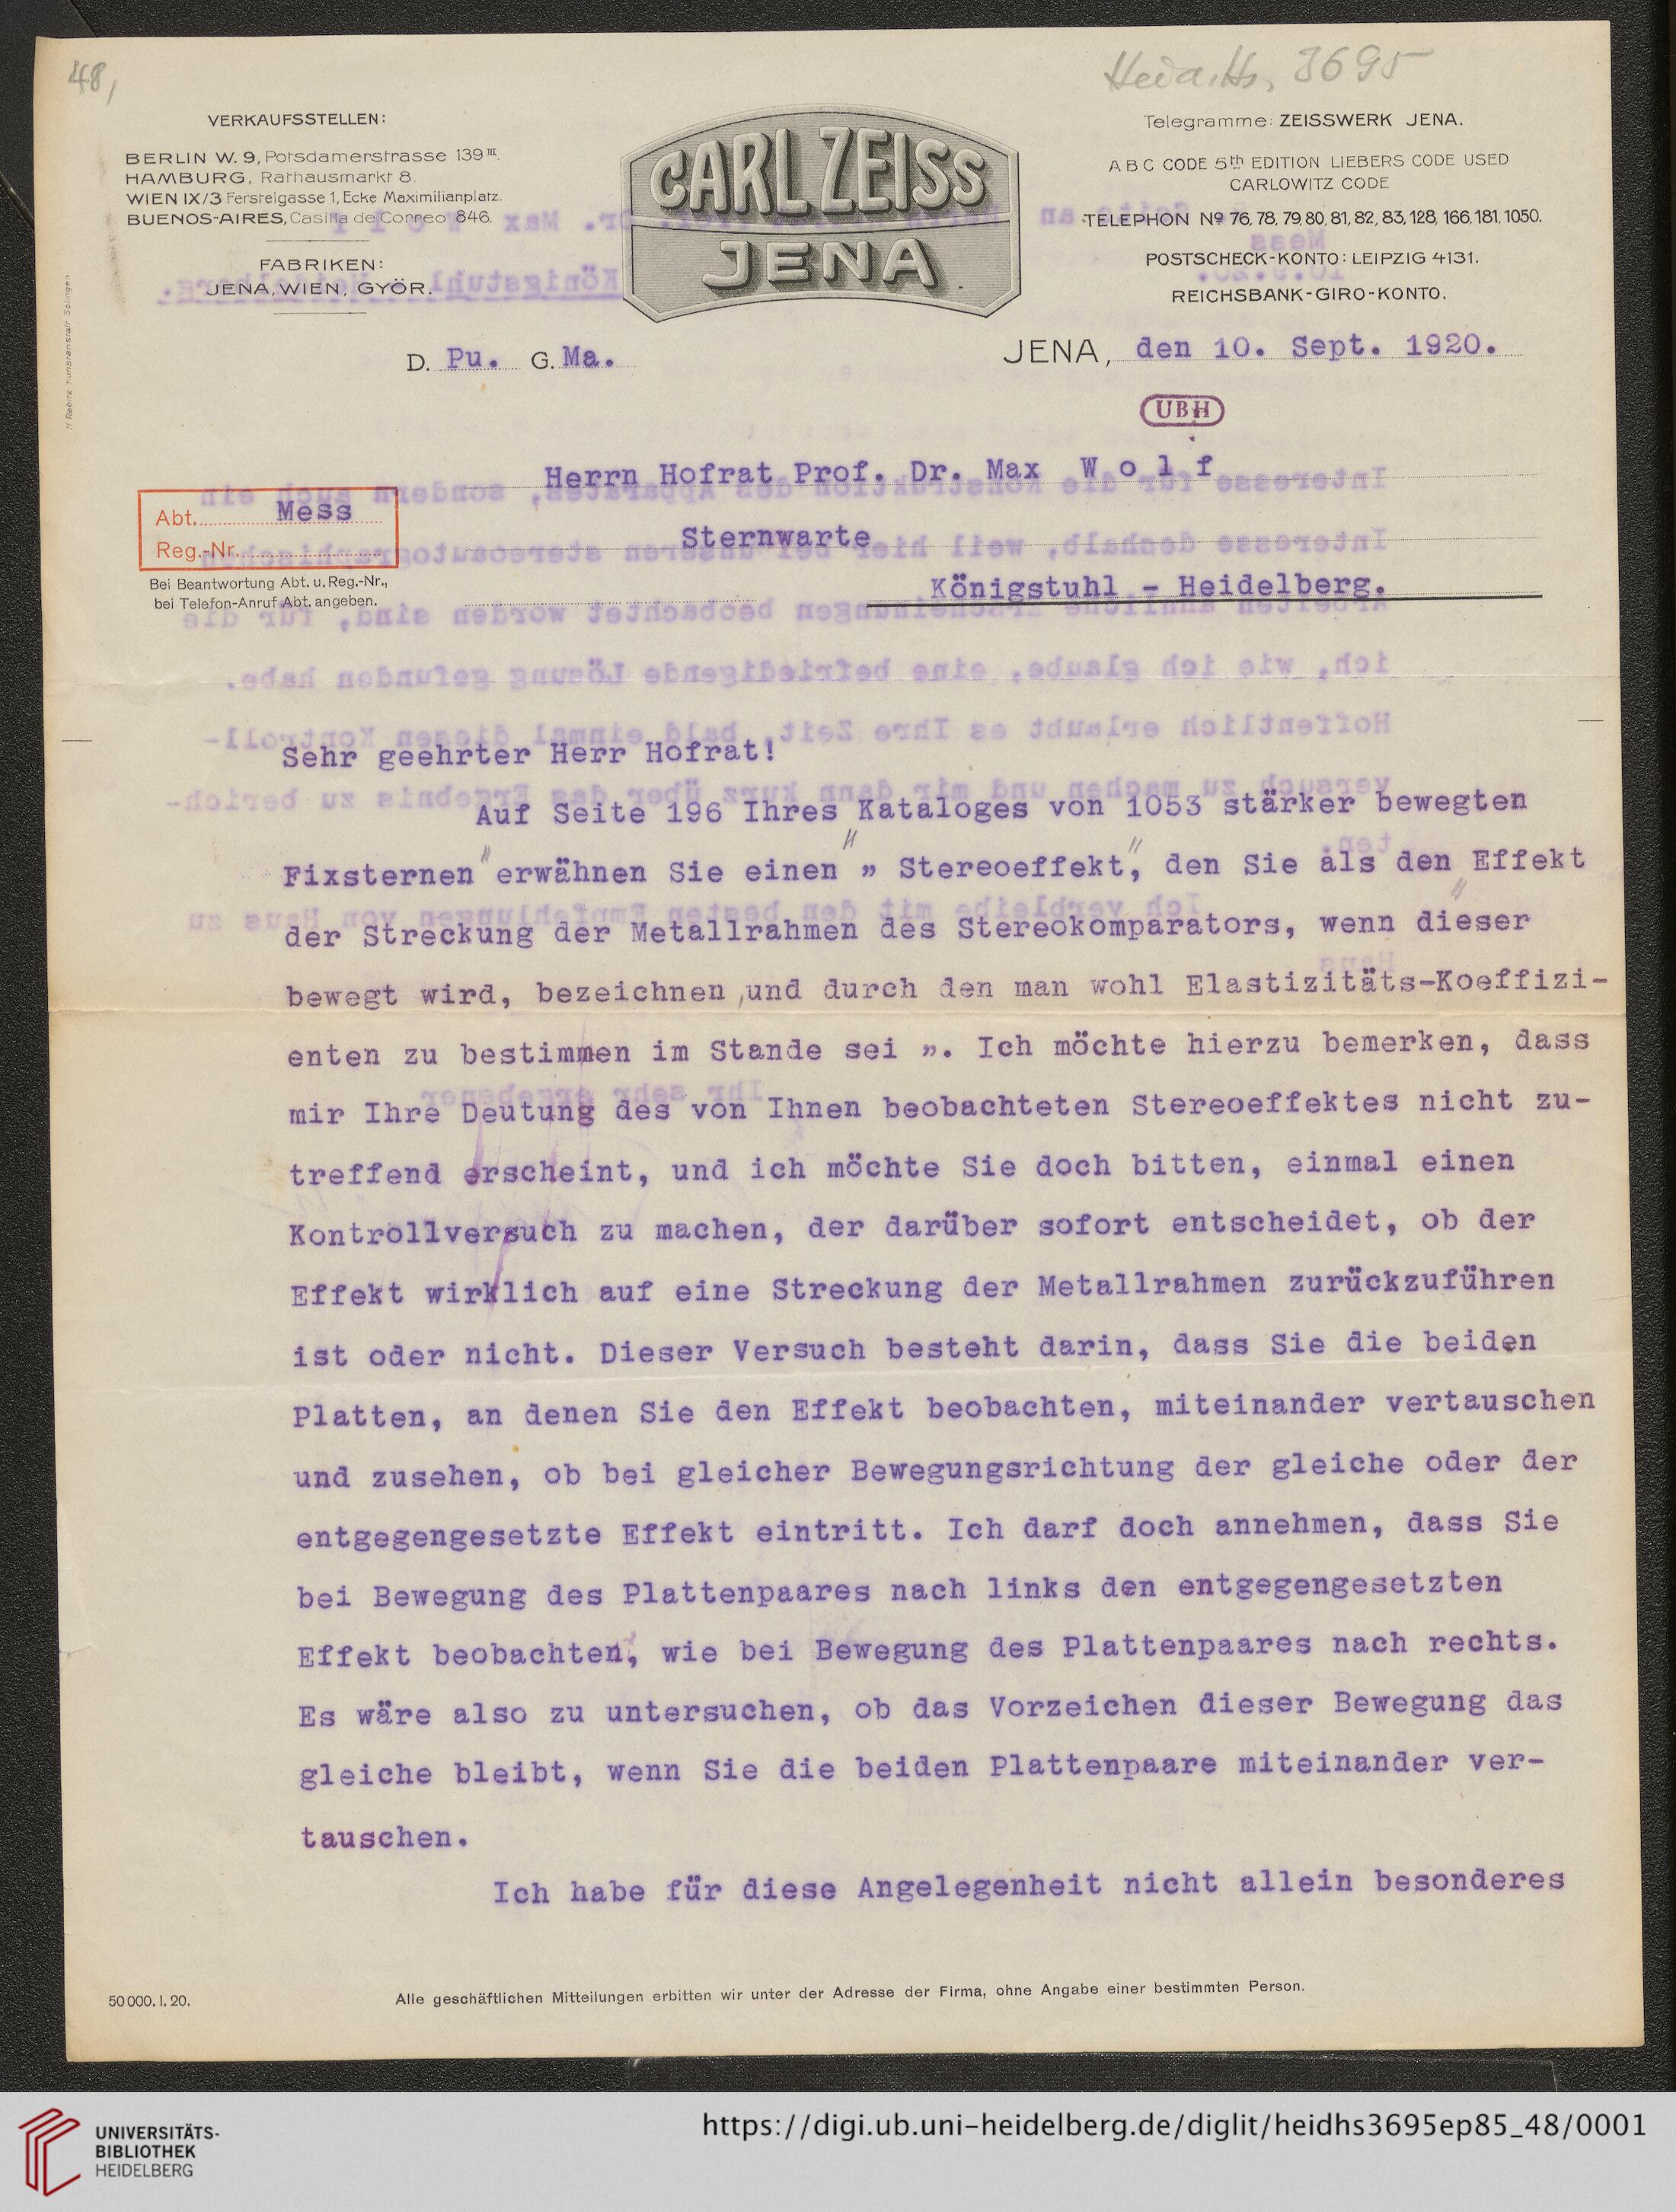 48,
Heid.Hs. 3695
VERKAUFSSTELLEN:
BERLIN W. 9, Potsdamerstrasse 139 III.
HAMBURG, Rathausmarkt 8.
WIEN IX/3 Ferstelgasse 1, Ecke Maximilianplatz.
BUENOS-AIRES, Casilla de Correo 846.
FABRIKEN:
JENA, WIEN, GYÖR.
CARL ZEISS
JENA
Telegramme: ZEISSWERK JENA.
A B C CODE 5th EDITION LIEBERS CODE USED
CARLOWITZ CODE
TELEPHON Nº 76, 78, 79, 80, 81, 82, 83, 128, 166, 181, 1050.
POSTSCHECK-KONTO: LEIPZIG 4131.
REICHSBANK-GIRO-KONTO.
D. Pu. G. Ma.
JENA, den 10. Sept. 1920.
UBH
Herrn Hofrat Prof. Dr. Max W o l f
Abt. Mess
Sternwarte
Reg.-Nr.
Königstuhl - Heidelberg.
Bei Beantwortung Abt. u. Reg.-Nr.,
bei Telefon-Anruf Abt. angeben.
Sehr geehrter Herr Hofrat!
Auf Seite 196 Ihres Kataloges von 1053 stärker bewegten
Fixsternen" erwähnen Sie einen „ Stereoeffekt", den Sie als den Effekt
der Streckung der Metallrahmen des Stereokomparators, wenn dieser
bewegt wird, bezeichnen ,und durch den man wohl Elastizitäts-Koeffizi-
enten zu bestimmen im Stande sei ". Ich möchte hierzu bemerken, dass
mir Ihre Deutung des von Ihnen beobachteten Stereoeffektes nicht zu-
treffend erscheint, und ich möchte Sie doch bitten, einmal einen
Kontrollversuch zu machen, der darüber sofort entscheidet, ob der
Effekt wirklich auf eine Streckung der Metallrahmen zurückzuführen
ist oder nicht. Dieser Versuch besteht darin, dass Sie die beiden
Platten, an denen Sie den Effekt beobachten, miteinander vertauschen
und zusehen, ob bei gleicher Bewegungsrichtung der gleiche oder der
entgegengesetzte Effekt eintritt. Ich darf doch annehmen, dass Sie
bei Bewegung des Plattenpaares nach links den entgegengesetzten
Effekt beobachten, wie bei Bewegung des Plattenpaares nach rechts.
Es wäre also zu untersuchen, ob das Vorzeichen dieser Bewegung das
gleiche bleibt, wenn Sie die beiden Plattenpaare miteinander ver-
tauschen.
Ich habe für diese Angelegenheit nicht allein besonderes
50 000. I. 20.
Alle geschäftlichen Mitteilungen erbitten wir unter der Adresse der Firma, ohne Angabe einer bestimmten Person.
UNIVERSITÄTS-
BIBLIOTHEK
HEIDELBERG
https://digi.ub.uni-heidelberg.de/diglit/heidhs3695ep85_48/0001